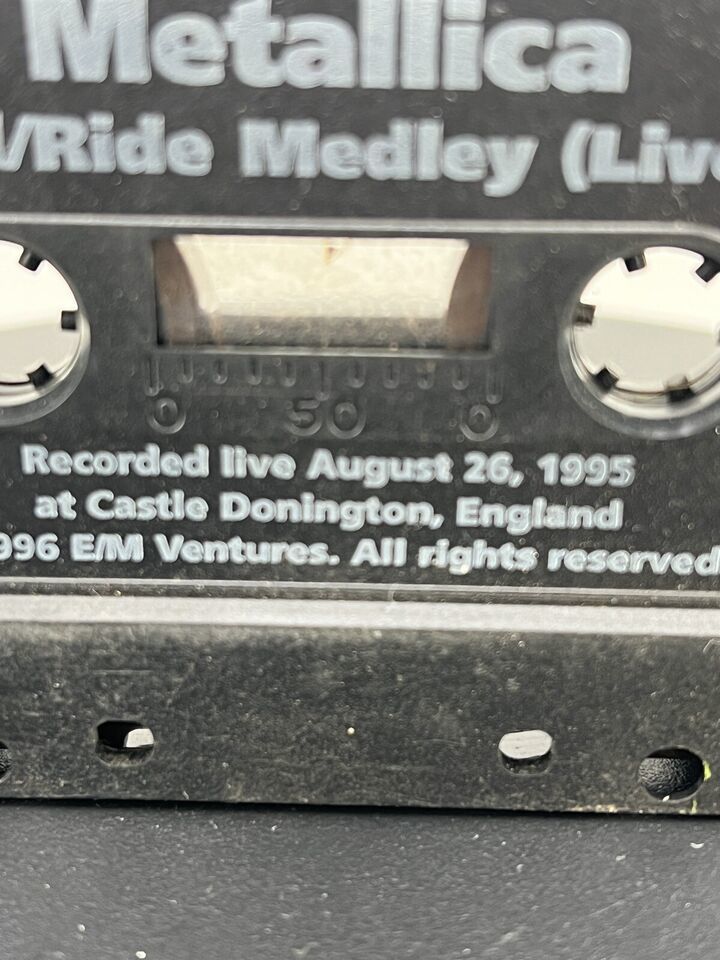 Metallica
/Ride Medley (Live
0 50 0
Recorded live August 26, 1995
at Castle Donington, England
996 E/M Ventures. All rights reserved